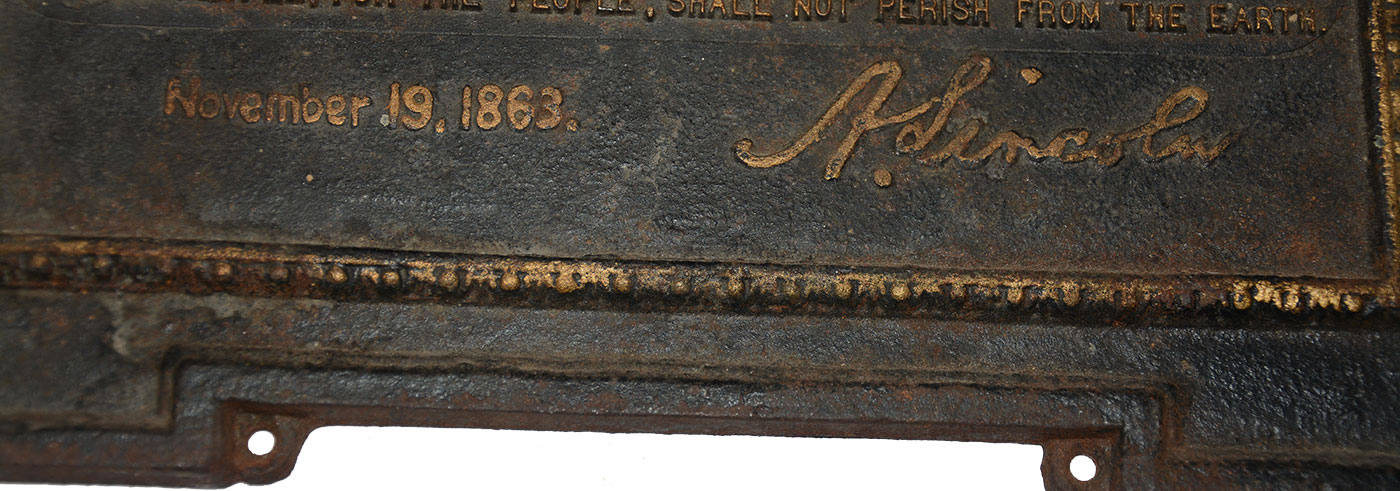 FOR THE PEOPLE, SHALL NOT PERISH FROM THE EARTH.
November 19, 1863.
A. Lincoln